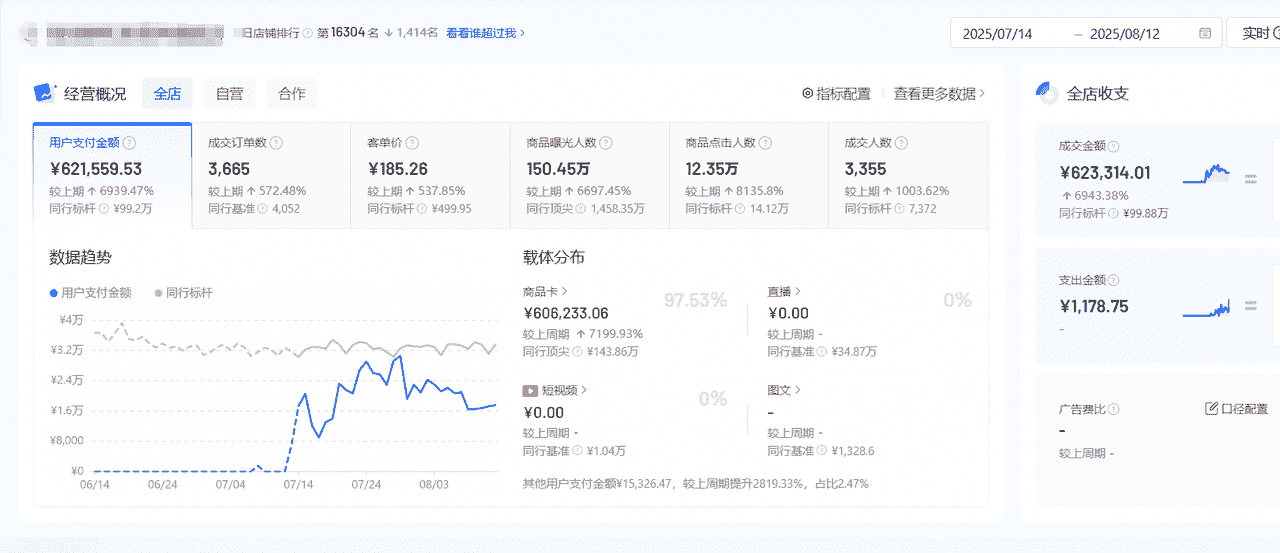 日店铺排行 第16304名 ↓1,414名 看看谁超过我 >
2025/07/14 – 2025/08/12
实时
经营概况 全店 自营 合作
指标配置 查看更多数据 >
用户支付金额
¥621,559.53
较上期 ↑ 6939.47%
同行标杆 ¥99.2万
成交订单数
3,665
较上期 ↑ 572.48%
同行基准 4,052
客单价
¥185.26
较上期 ↑ 537.85%
同行标杆 ¥499.95
商品曝光人数
150.45万
较上期 ↑ 6697.45%
同行顶尖 1,458.35万
商品点击人数
12.35万
较上期 ↑ 8135.8%
同行标杆 14.12万
成交人数
3,355
较上期 ↑ 1003.62%
同行标杆 7,372
数据趋势
用户支付金额 同行标杆
¥4万
¥3.2万
¥2.4万
¥1.6万
¥8,000
¥0
06/14 06/24 07/04 07/14 07/24 08/03
载体分布
商品卡 > 97.53%
¥606,233.06
较上周期 ↑ 7199.93%
同行顶尖 ¥143.86万
直播 > 0%
¥0.00
较上周期 -
同行基准 ¥34.87万
短视频 > 0%
¥0.00
较上周期 -
同行基准 ¥1.04万
图文 >
-
较上周期 -
同行基准 ¥1,328.6
其他用户支付金额¥15,326.47，较上周期提升2819.33%，占比2.47%
全店收支
成交金额
¥623,314.01
↑ 6943.38%
同行标杆 ¥99.88万
支出金额
¥1,178.75
-
广告费比 口径配置
-
较上周期 -